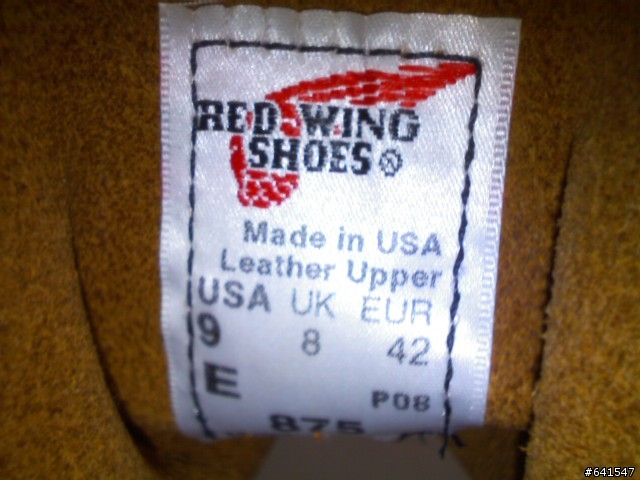 RED WING
SHOES®
Made in USA
Leather Upper
USA UK EUR
9 8 42
E P08
875
#641547